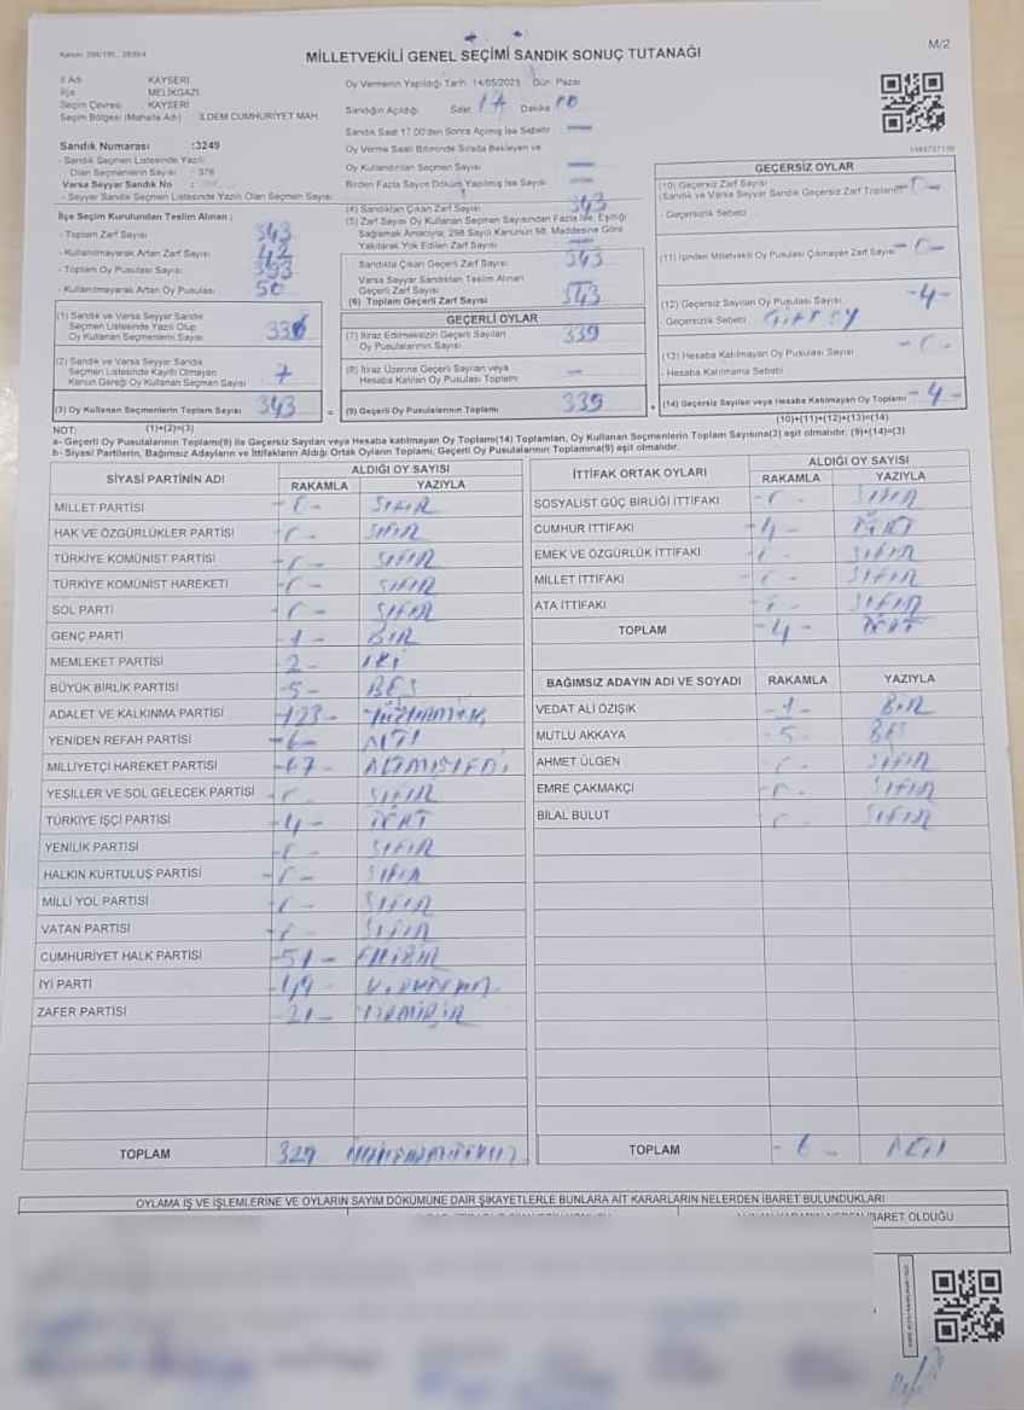 MİLLETVEKİLİ GENEL SEÇİMİ SANDIK SONUÇ TUTANAĞI
M/2
İl Adı KAYSERİ
İlçe MELİKGAZİ
Seçim Çevresi KAYSERİ
Seçim Bölgesi (Mahalle Adı) İLDEM CUMHURİYET MAH.
Sandık Numarası :3249
- Sandık Seçmen Listesinde Yazılı
Olan Seçmenlerin Sayısı : 378
Varsa Seyyar Sandık No :
- Seyyar Sandık Seçmen Listesinde Yazılı Olan Seçmen Sayısı
Oy Vermenin Yapıldığı Tarih 14/05/2023 Gün: Pazar
Sandığın Açıldığı Saat 17 Dakika 10
Sandık Saat 17.00'den Sonra Açılmış İse Sebebi —
Oy Verme Saati Bitiminde Sırada Bekleyen ve
Oy Kullandırılan Seçmen Sayısı —
Birden Fazla Sayım Döküm Yapılmış İse Sayısı —
İlçe Seçim Kurulundan Teslim Alınan ;
- Toplam Zarf Sayısı 343
- Kullanılmayarak Artan Zarf Sayısı 42
- Toplam Oy Pusulası Sayısı 393
- Kullanılmayarak Artan Oy Pusulası 50
(4) Sandıktan Çıkan Zarf Sayısı 343
(5) Zarf Sayısı Oy Kullanan Seçmen Sayısından Fazla İse, Eşitliği
Sağlamak Amacıyla; 298 Sayılı Kanunun 98. Maddesine Göre
Yakılarak Yok Edilen Zarf Sayısı —
Sandıkta Çıkan Geçerli Zarf Sayısı 343
Varsa Seyyar Sandıktan Teslim Alınan
Geçerli Zarf Sayısı
(6) Toplam Geçerli Zarf Sayısı 343
(1) Sandık ve Varsa Seyyar Sandık
Seçmen Listesinde Yazılı Olup
Oy Kullanan Seçmenlerin Sayısı 336
(2) Sandık ve Varsa Seyyar Sandık
Seçmen Listesinde Kayıtlı Olmayan
Kanun Gereği Oy Kullanan Seçmen Sayısı 7
(3) Oy Kullanan Seçmenlerin Toplam Sayısı 343
(1)+(2)=(3)
GEÇERLİ OYLAR
(7) İtiraz Edilmeksizin Geçerli Sayılan
Oy Pusulalarının Sayısı 339
(8) İtiraz Üzerine Geçerli Sayılan veya
Hesaba Katılan Oy Pusulası Toplamı —
= (9) Geçerli Oy Pusulalarının Toplamı 339 +
GEÇERSİZ OYLAR
(10) Geçersiz Zarf Sayısı
(Sandık ve Varsa Seyyar Sandık Geçersiz Zarf Toplamı) -0-
- Geçersizlik Sebebi
(11) İçinden Milletvekili Oy Pusulası Çıkmayan Zarf Sayısı -0-
(12) Geçersiz Sayılan Oy Pusulası Sayısı -4-
- Geçersizlik Sebebi
(13) Hesaba Katılmayan Oy Pusulası Sayısı -0-
- Hesaba Katılmama Sebebi
(14) Geçersiz Sayılan veya Hesaba Katılmayan Oy Toplamı -4-
(10)+(11)+(12)+(13)=(14)
NOT:
a- Geçerli Oy Pusulalarının Toplamı(9) ile Geçersiz Sayılan veya Hesaba katılmayan Oy Toplamı(14) Toplamları, Oy Kullanan Seçmenlerin Toplam Sayısına(3) eşit olmalıdır. (9)+(14)=(3)
b- Siyasi Partilerin, Bağımsız Adayların ve İttifakların Aldığı Ortak Oyların Toplamı, Geçerli Oy Pusulalarının Toplamına(9) eşit olmalıdır.
SİYASİ PARTİNİN ADI ALDIĞI OY SAYISI
RAKAMLA YAZIYLA
MİLLET PARTİSİ -0- SIFIR
HAK VE ÖZGÜRLÜKLER PARTİSİ -0- SIFIR
TÜRKİYE KOMÜNİST PARTİSİ -0- SIFIR
TÜRKİYE KOMÜNİST HAREKETİ -0- SIFIR
SOL PARTİ -0- SIFIR
GENÇ PARTİ -1- BİR
MEMLEKET PARTİSİ 2- İKİ
BÜYÜK BİRLİK PARTİSİ -5- BEŞ
ADALET VE KALKINMA PARTİSİ -123-
YENİDEN REFAH PARTİSİ -6- ALTI
MİLLİYETÇİ HAREKET PARTİSİ -67- ALTMIŞYEDİ
YEŞİLLER VE SOL GELECEK PARTİSİ -0- SIFIR
TÜRKİYE İŞÇİ PARTİSİ -4- DÖRT
YENİLİK PARTİSİ -0- SIFIR
HALKIN KURTULUŞ PARTİSİ -0- SIFIR
MİLLİ YOL PARTİSİ -0- SIFIR
VATAN PARTİSİ -0- SIFIR
CUMHURİYET HALK PARTİSİ -51- ELLİBİR
İYİ PARTİ -49-
ZAFER PARTİSİ -21- YİRMİBİR
TOPLAM 329
İTTİFAK ORTAK OYLARI ALDIĞI OY SAYISI
RAKAMLA YAZIYLA
SOSYALİST GÜÇ BİRLİĞİ İTTİFAKI -0- SIFIR
CUMHUR İTTİFAKI -4- DÖRT
EMEK VE ÖZGÜRLÜK İTTİFAKI -0- SIFIR
MİLLET İTTİFAKI -0- SIFIR
ATA İTTİFAKI -0- SIFIR
TOPLAM -4- DÖRT
BAĞIMSIZ ADAYIN ADI VE SOYADI RAKAMLA YAZIYLA
VEDAT ALİ ÖZIŞIK -1- BİR
MUTLU AKKAYA -5- BEŞ
AHMET ÜLGEN -0- SIFIR
EMRE ÇAKMAKÇI -0- SIFIR
BİLAL BULUT -0- SIFIR
TOPLAM -6- ALTI
OYLAMA İŞ VE İŞLEMLERİNE VE OYLARIN SAYIM DÖKÜMÜNE DAİR ŞİKAYETLERLE BUNLARA AİT KARARLARIN NELERDEN İBARET BULUNDUKLARI
İBARET OLDUĞU